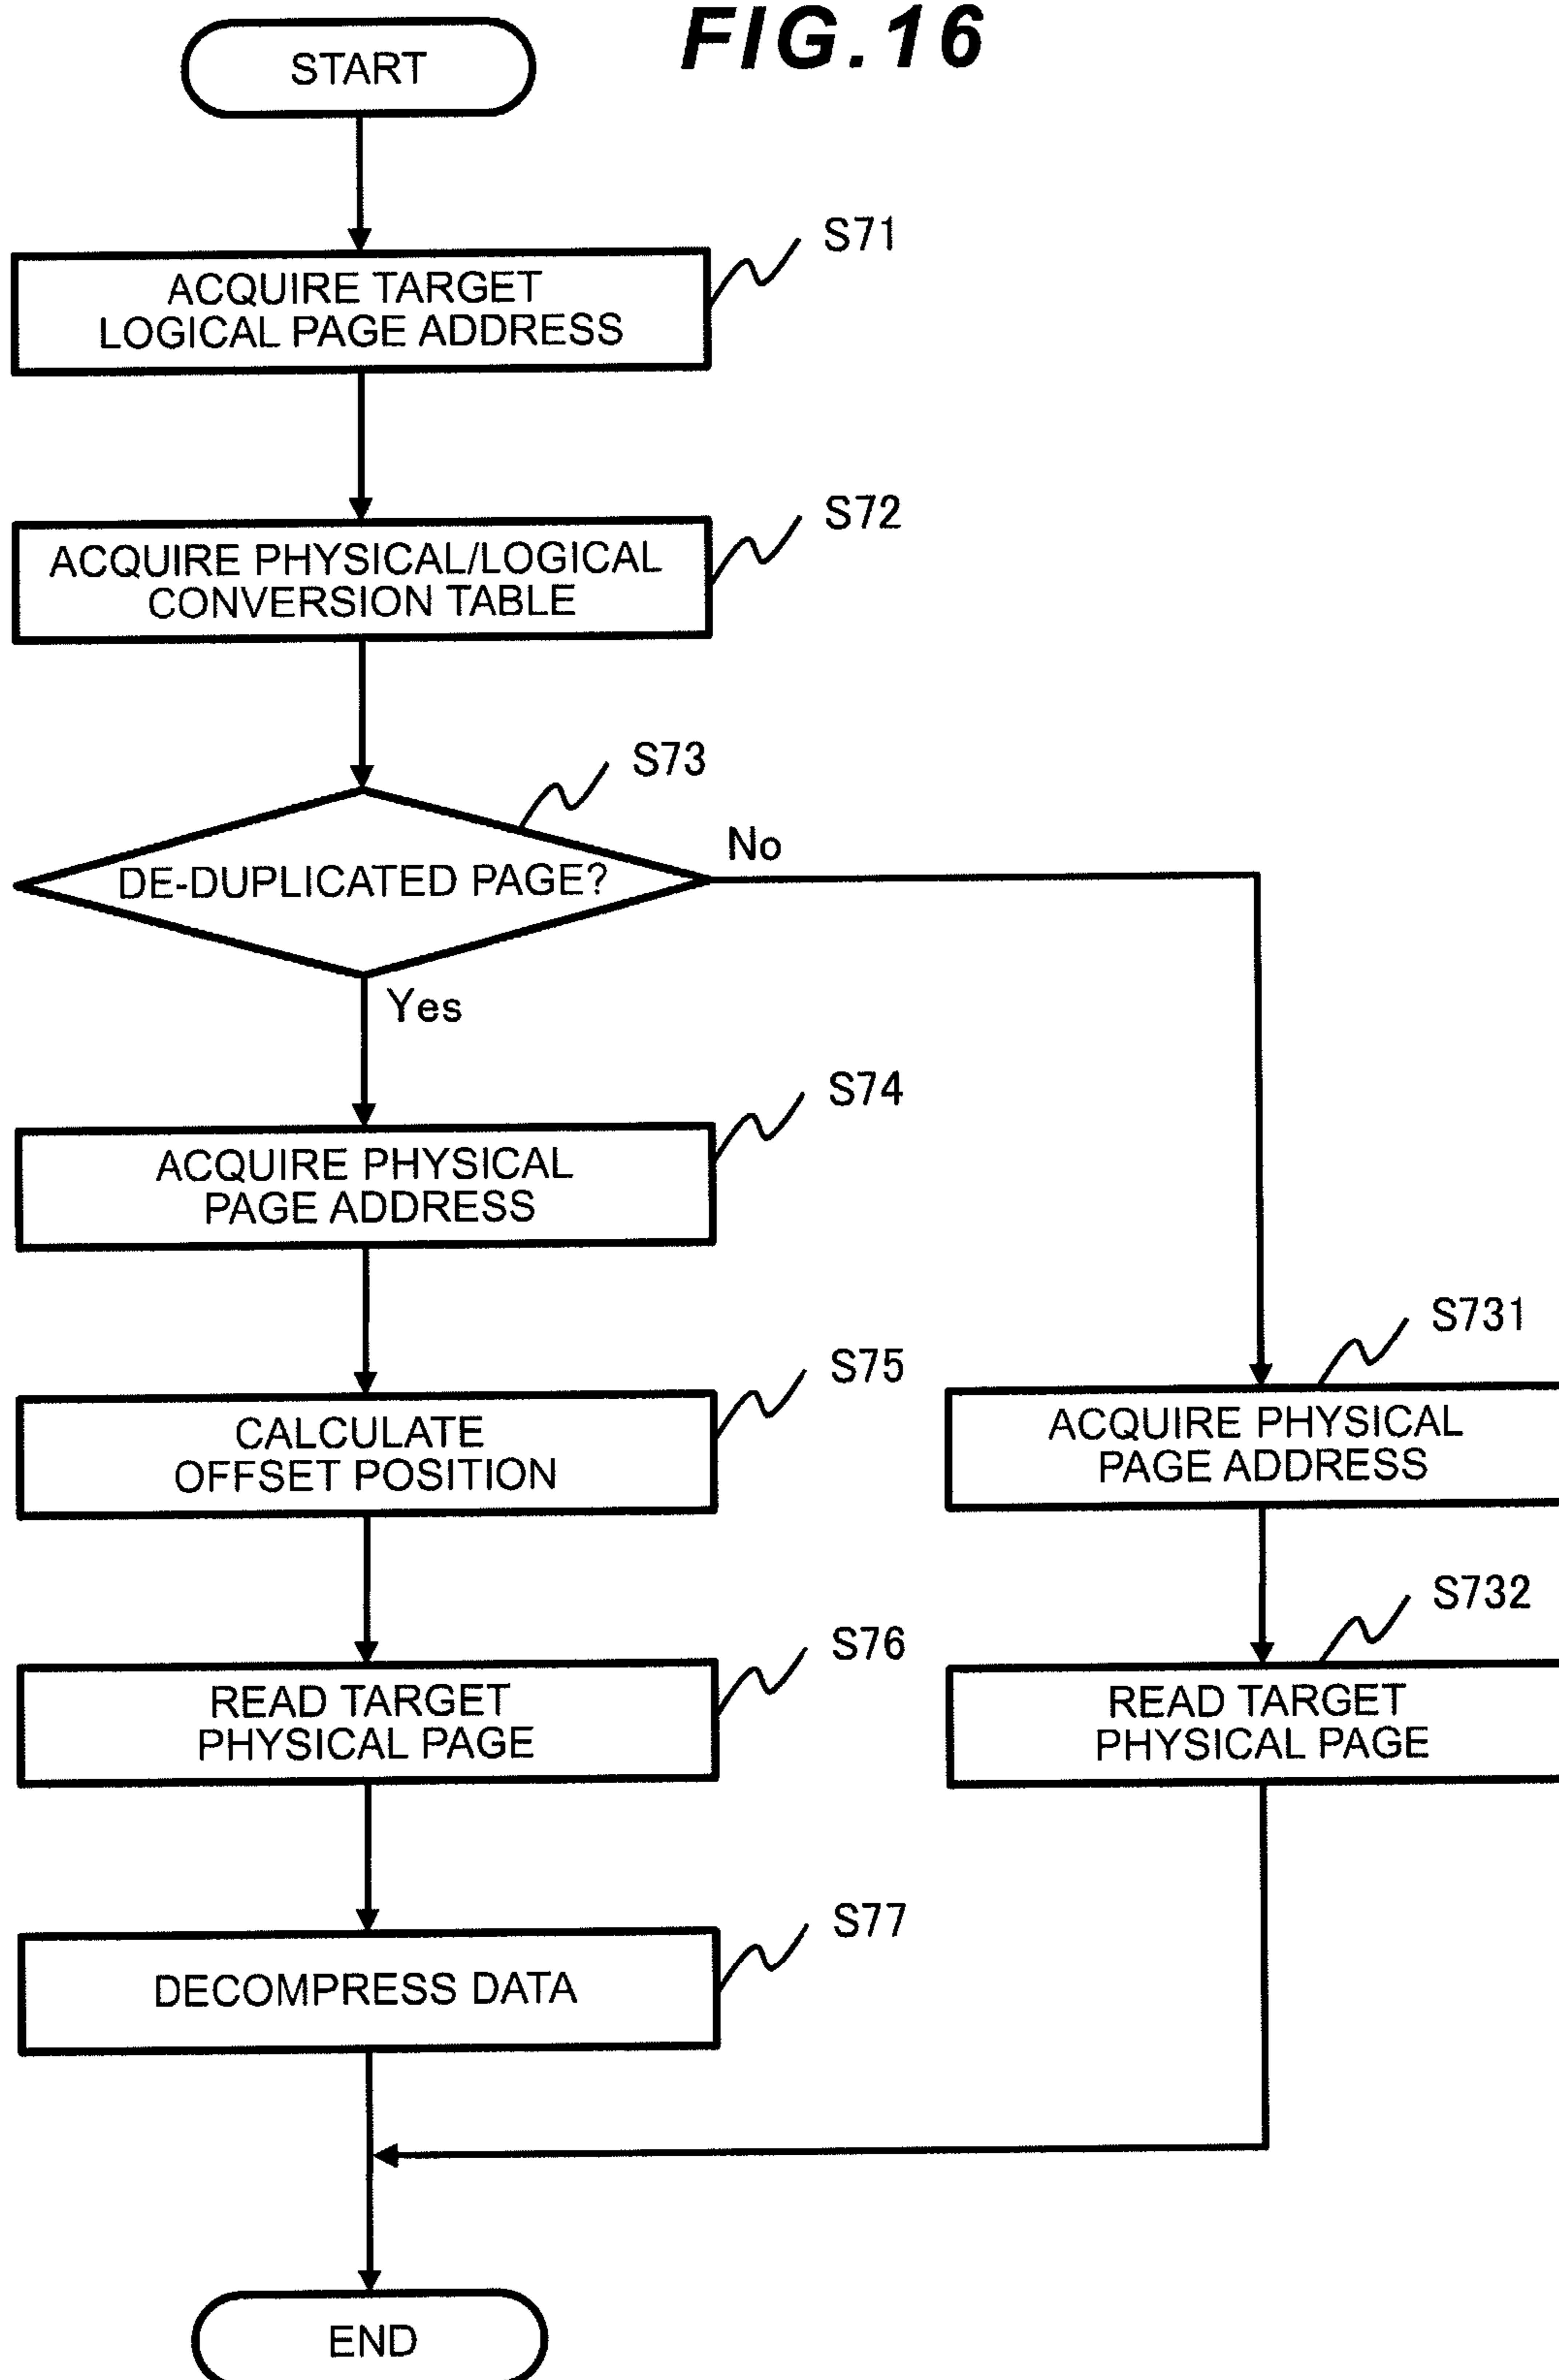 FIG.16
START
S71
ACQUIRE TARGET
LOGICAL PAGE ADDRESS
S72
ACQUIRE PHYSICAL/LOGICAL
CONVERSION TABLE
S73
DE-DUPLICATED PAGE?
No
Yes
S74
ACQUIRE PHYSICAL
PAGE ADDRESS
S75
CALCULATE
OFFSET POSITION
S76
READ TARGET
PHYSICAL PAGE
S77
DECOMPRESS DATA
S731
ACQUIRE PHYSICAL
PAGE ADDRESS
S732
READ TARGET
PHYSICAL PAGE
END